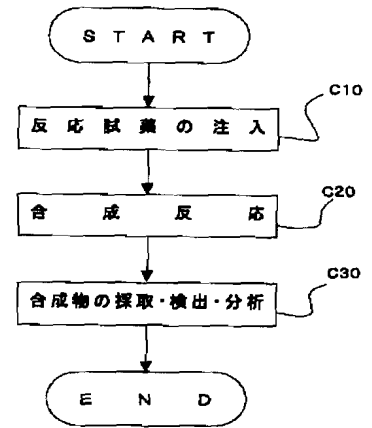 START
C10
反応試薬の注入
C20
合成反応
C30
合成物の採取・検出・分析
END